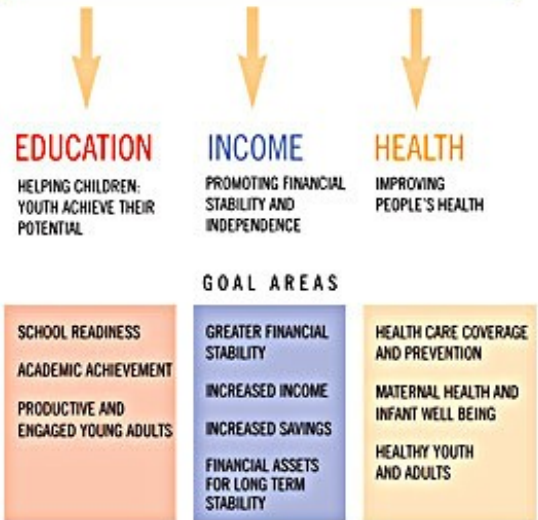 EDUCATION
HELPING CHILDREN:
YOUTH ACHIEVE THEIR
POTENTIAL
INCOME
PROMOTING FINANCIAL
STABILITY AND
INDEPENDENCE
HEALTH
IMPROVING
PEOPLE'S HEALTH
GOAL AREAS
SCHOOL READINESS
ACADEMIC ACHIEVEMENT
PRODUCTIVE AND
ENGAGED YOUNG ADULTS
GREATER FINANCIAL
STABILITY
INCREASED INCOME
INCREASED SAVINGS
FINANCIAL ASSETS
FOR LONG TERM
STABILITY
HEALTH CARE COVERAGE
AND PREVENTION
MATERNAL HEALTH AND
INFANT WELL BEING
HEALTHY YOUTH
AND ADULTS